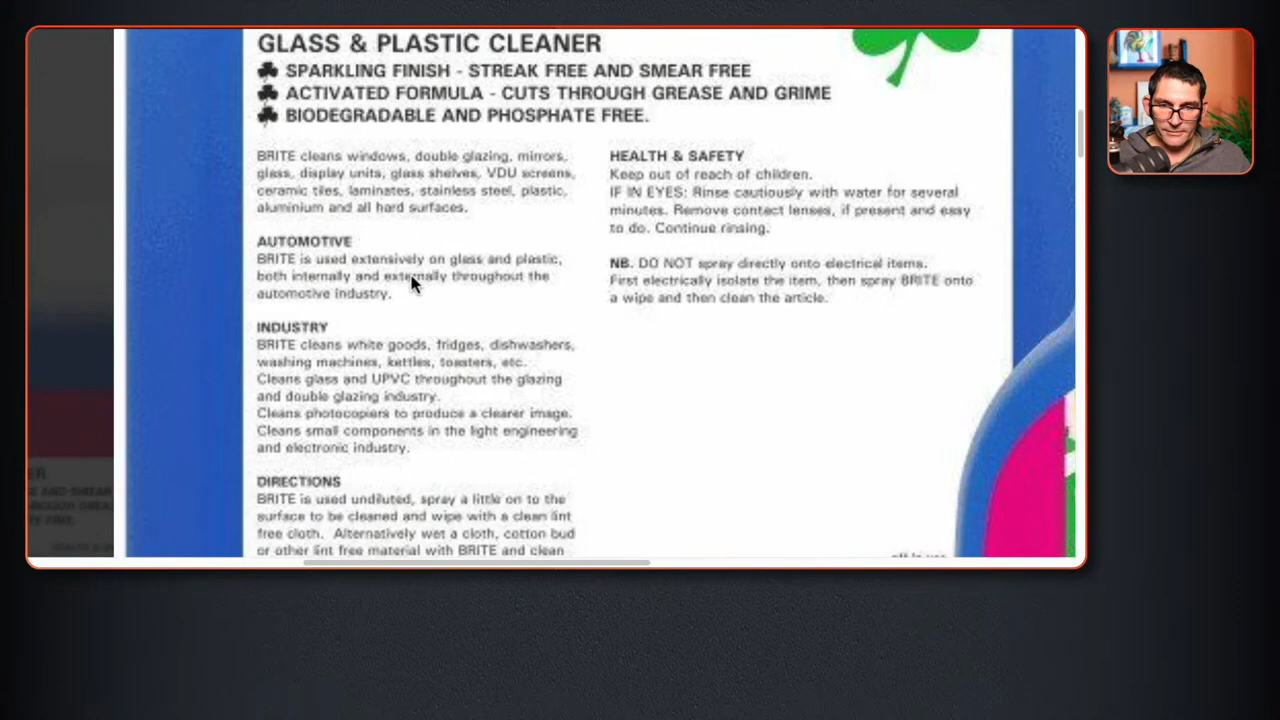 GLASS & PLASTIC CLEANER
SPARKLING FINISH - STREAK FREE AND SMEAR FREE
ACTIVATED FORMULA - CUTS THROUGH GREASE AND GRIME
BIODEGRADABLE AND PHOSPHATE FREE.
BRITE cleans windows, double glazing, mirrors,
glass, display units, glass shelves, VDU screens,
ceramic tiles, laminates, stainless steel, plastic,
aluminium and all hard surfaces.
AUTOMOTIVE
BRITE is used extensively on glass and plastic,
both internally and externally throughout the
automotive industry.
INDUSTRY
BRITE cleans white goods, fridges, dishwashers,
washing machines, kettles, toasters, etc.
Cleans glass and UPVC throughout the glazing
and double glazing industry.
Cleans photocopiers to produce a clearer image.
Cleans small components in the light engineering
and electronic industry.
DIRECTIONS
BRITE is used undiluted, spray a little on to the
surface to be cleaned and wipe with a clean lint
free cloth. Alternatively wet a cloth, cotton bud
or other lint free material with BRITE and clean
HEALTH & SAFETY
Keep out of reach of children.
IF IN EYES: Rinse cautiously with water for several
minutes. Remove contact lenses, if present and easy
to do. Continue rinsing.
NB. DO NOT spray directly onto electrical items.
First electrically isolate the item, then spray BRITE onto
a wipe and then clean the article.